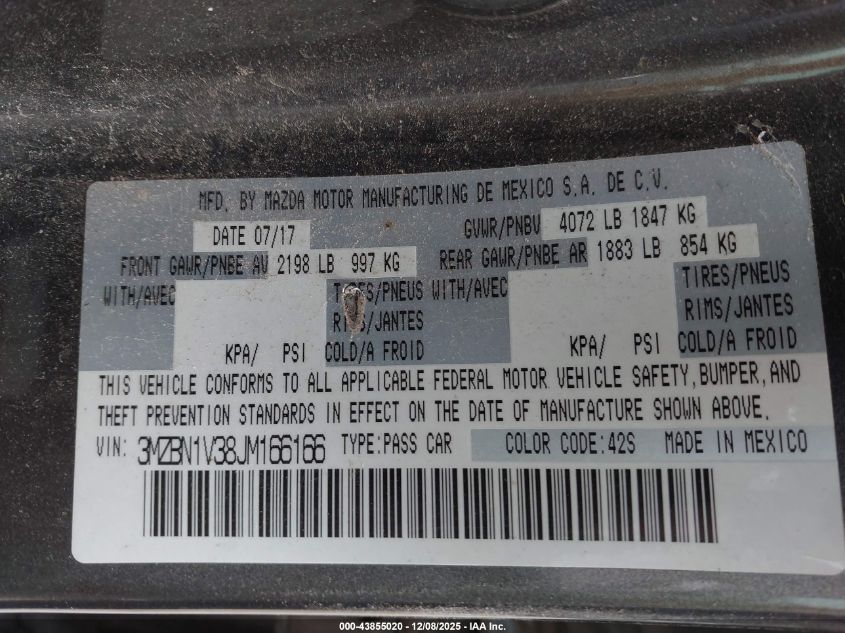 MFD. BY MAZDA MOTOR MANUFACTURING DE MEXICO S.A. DE C.V.
DATE 07/17 GVWR/PNBV 4072 LB 1847 KG
FRONT GAWR/PNBE AV 2198 LB 997 KG REAR GAWR/PNBE AR 1883 LB 854 KG
WITH/AVEC TIRES/PNEUS WITH/AVEC TIRES/PNEUS
RIMS/JANTES RIMS/JANTES
KPA/ PSI COLD/A FROID KPA/ PSI COLD/A FROID
THIS VEHICLE CONFORMS TO ALL APPLICABLE FEDERAL MOTOR VEHICLE SAFETY, BUMPER, AND
THEFT PREVENTION STANDARDS IN EFFECT ON THE DATE OF MANUFACTURE SHOWN ABOVE.
VIN: 3MZBN1V38JM166166 TYPE:PASS CAR COLOR CODE:42S MADE IN MEXICO
000-43855020 - 12/08/2025 - IAA Inc.